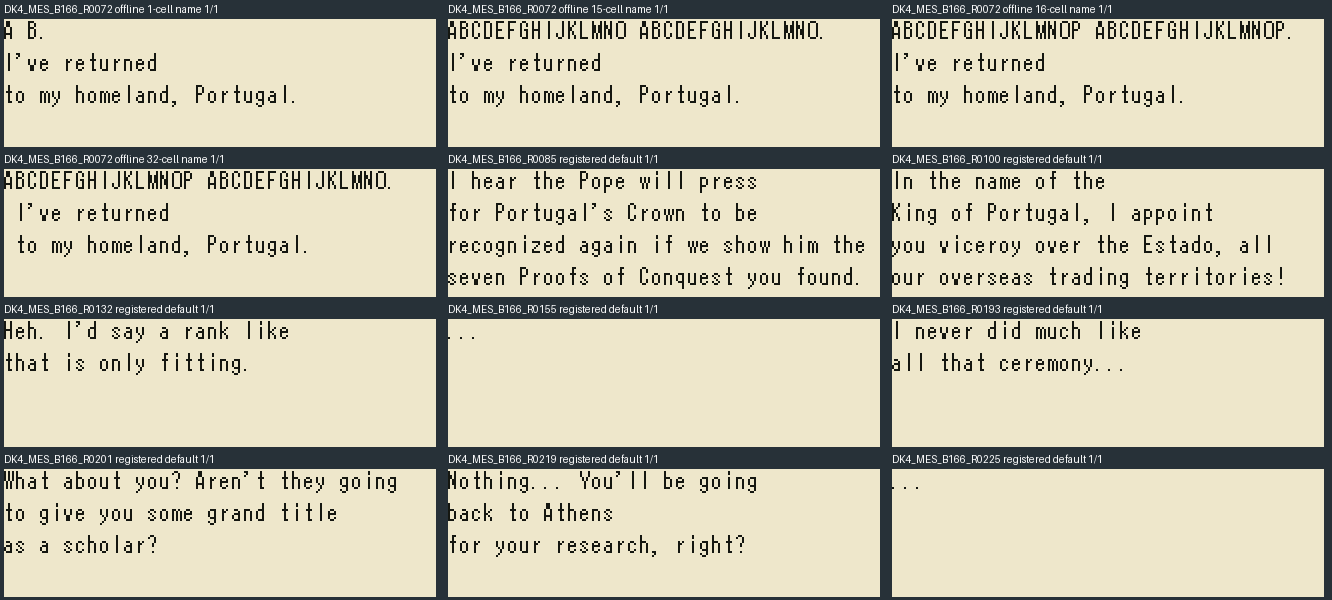 DK4_MES_B166_R0072 offline 1-cell name 1/1
A B.
I've returned
to my homeland, Portugal.
DK4_MES_B166_R0072 offline 15-cell name 1/1
ABCDEFGHIJKLMNO ABCDEFGHIJKLMNO.
I've returned
to my homeland, Portugal.
DK4_MES_B166_R0072 offline 16-cell name 1/1
ABCDEFGHIJKLMNOP ABCDEFGHIJKLMNOP.
I've returned
to my homeland, Portugal.
DK4_MES_B166_R0072 offline 32-cell name 1/1
ABCDEFGHIJKLMNOP ABCDEFGHIJKLMNO.
I've returned
to my homeland, Portugal.
DK4_MES_B166_R0085 registered default 1/1
I hear the Pope will press
for Portugal's Crown to be
recognized again if we show him the
seven Proofs of Conquest you found.
DK4_MES_B166_R0100 registered default 1/1
In the name of the
King of Portugal, I appoint
you viceroy over the Estado, all
our overseas trading territories!
DK4_MES_B166_R0132 registered default 1/1
Heh. I'd say a rank like
that is only fitting.
DK4_MES_B166_R0155 registered default 1/1
...
DK4_MES_B166_R0193 registered default 1/1
I never did much like
all that ceremony...
DK4_MES_B166_R0201 registered default 1/1
What about you? Aren't they going
to give you some grand title
as a scholar?
DK4_MES_B166_R0219 registered default 1/1
Nothing... You'll be going
back to Athens
for your research, right?
DK4_MES_B166_R0225 registered default 1/1
...